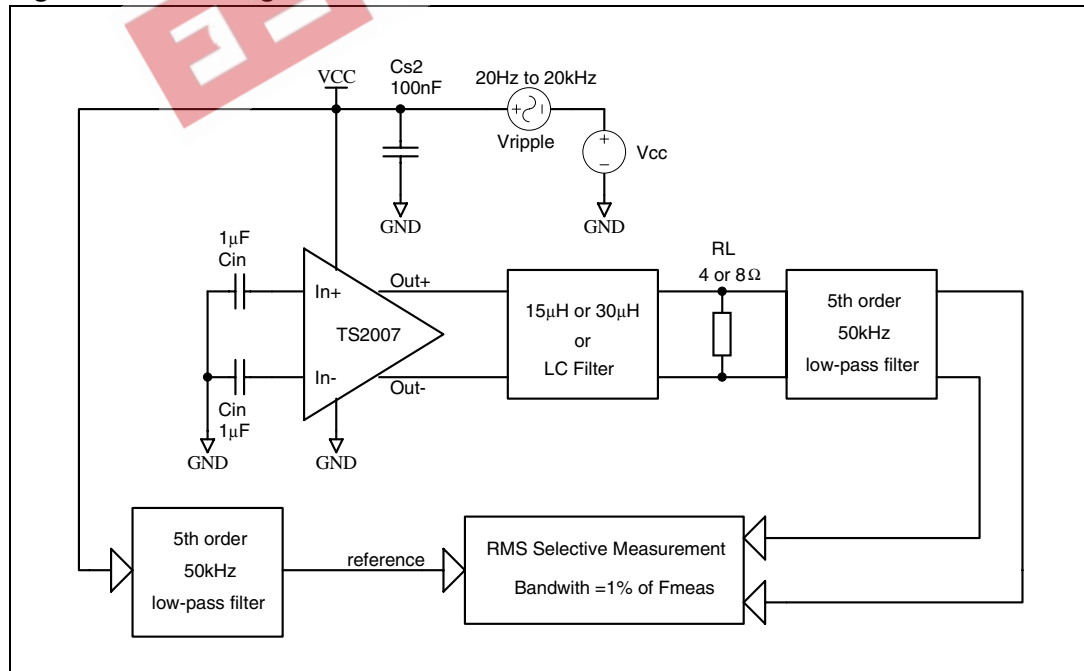 VCC
Cs2
100nF
20Hz to 20kHz
+
-
Vripple
+
−
Vcc
GND
GND
1µF
Cin
In+
Out+
TS2007
In-
Out-
Cin
1µF
GND
GND
15µH or 30µH
or
LC Filter
RL
4 or 8Ω
5th order
50kHz
low-pass filter
5th order
50kHz
low-pass filter
reference
RMS Selective Measurement
Bandwith =1% of Fmeas